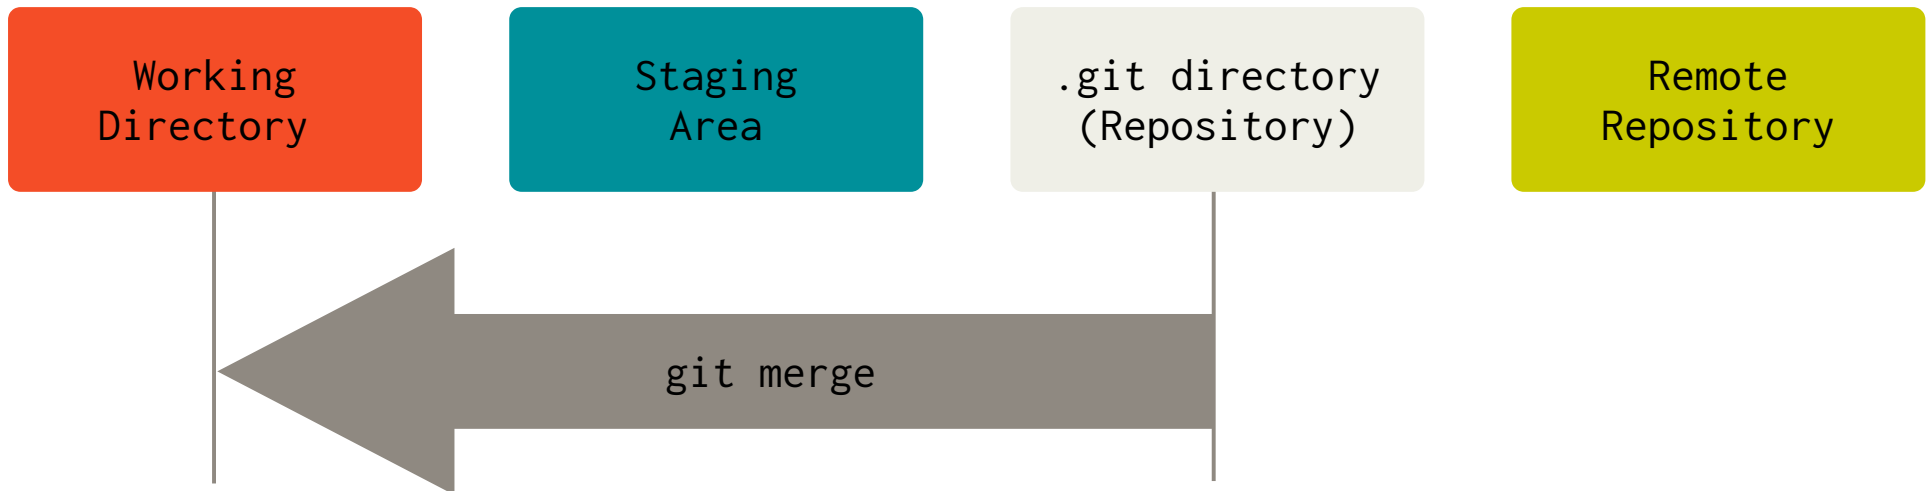 Working
Directory
Staging
Area
.git directory
(Repository)
Remote
Repository
git merge